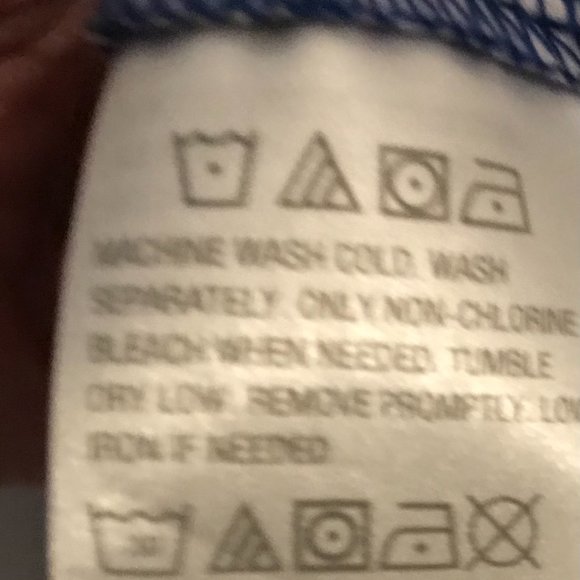 MACHINE WASH COLD. WASH
SEPARATELY. ONLY NON-CHLORINE
BLEACH WHEN NEEDED. TUMBLE
DRY LOW. REMOVE PROMPTLY. LOW
IRON IF NEEDED
30